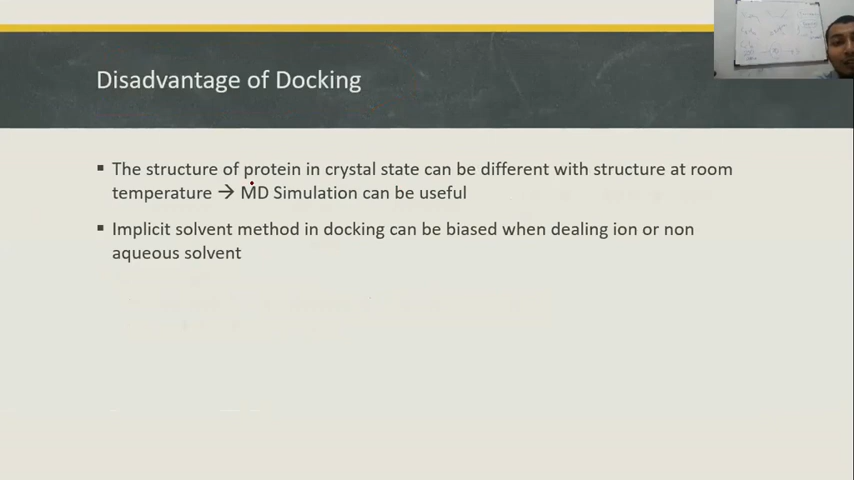 Disadvantage of Docking
▪ The structure of protein in crystal state can be different with structure at room
temperature → MD Simulation can be useful
▪ Implicit solvent method in docking can be biased when dealing ion or non
aqueous solvent